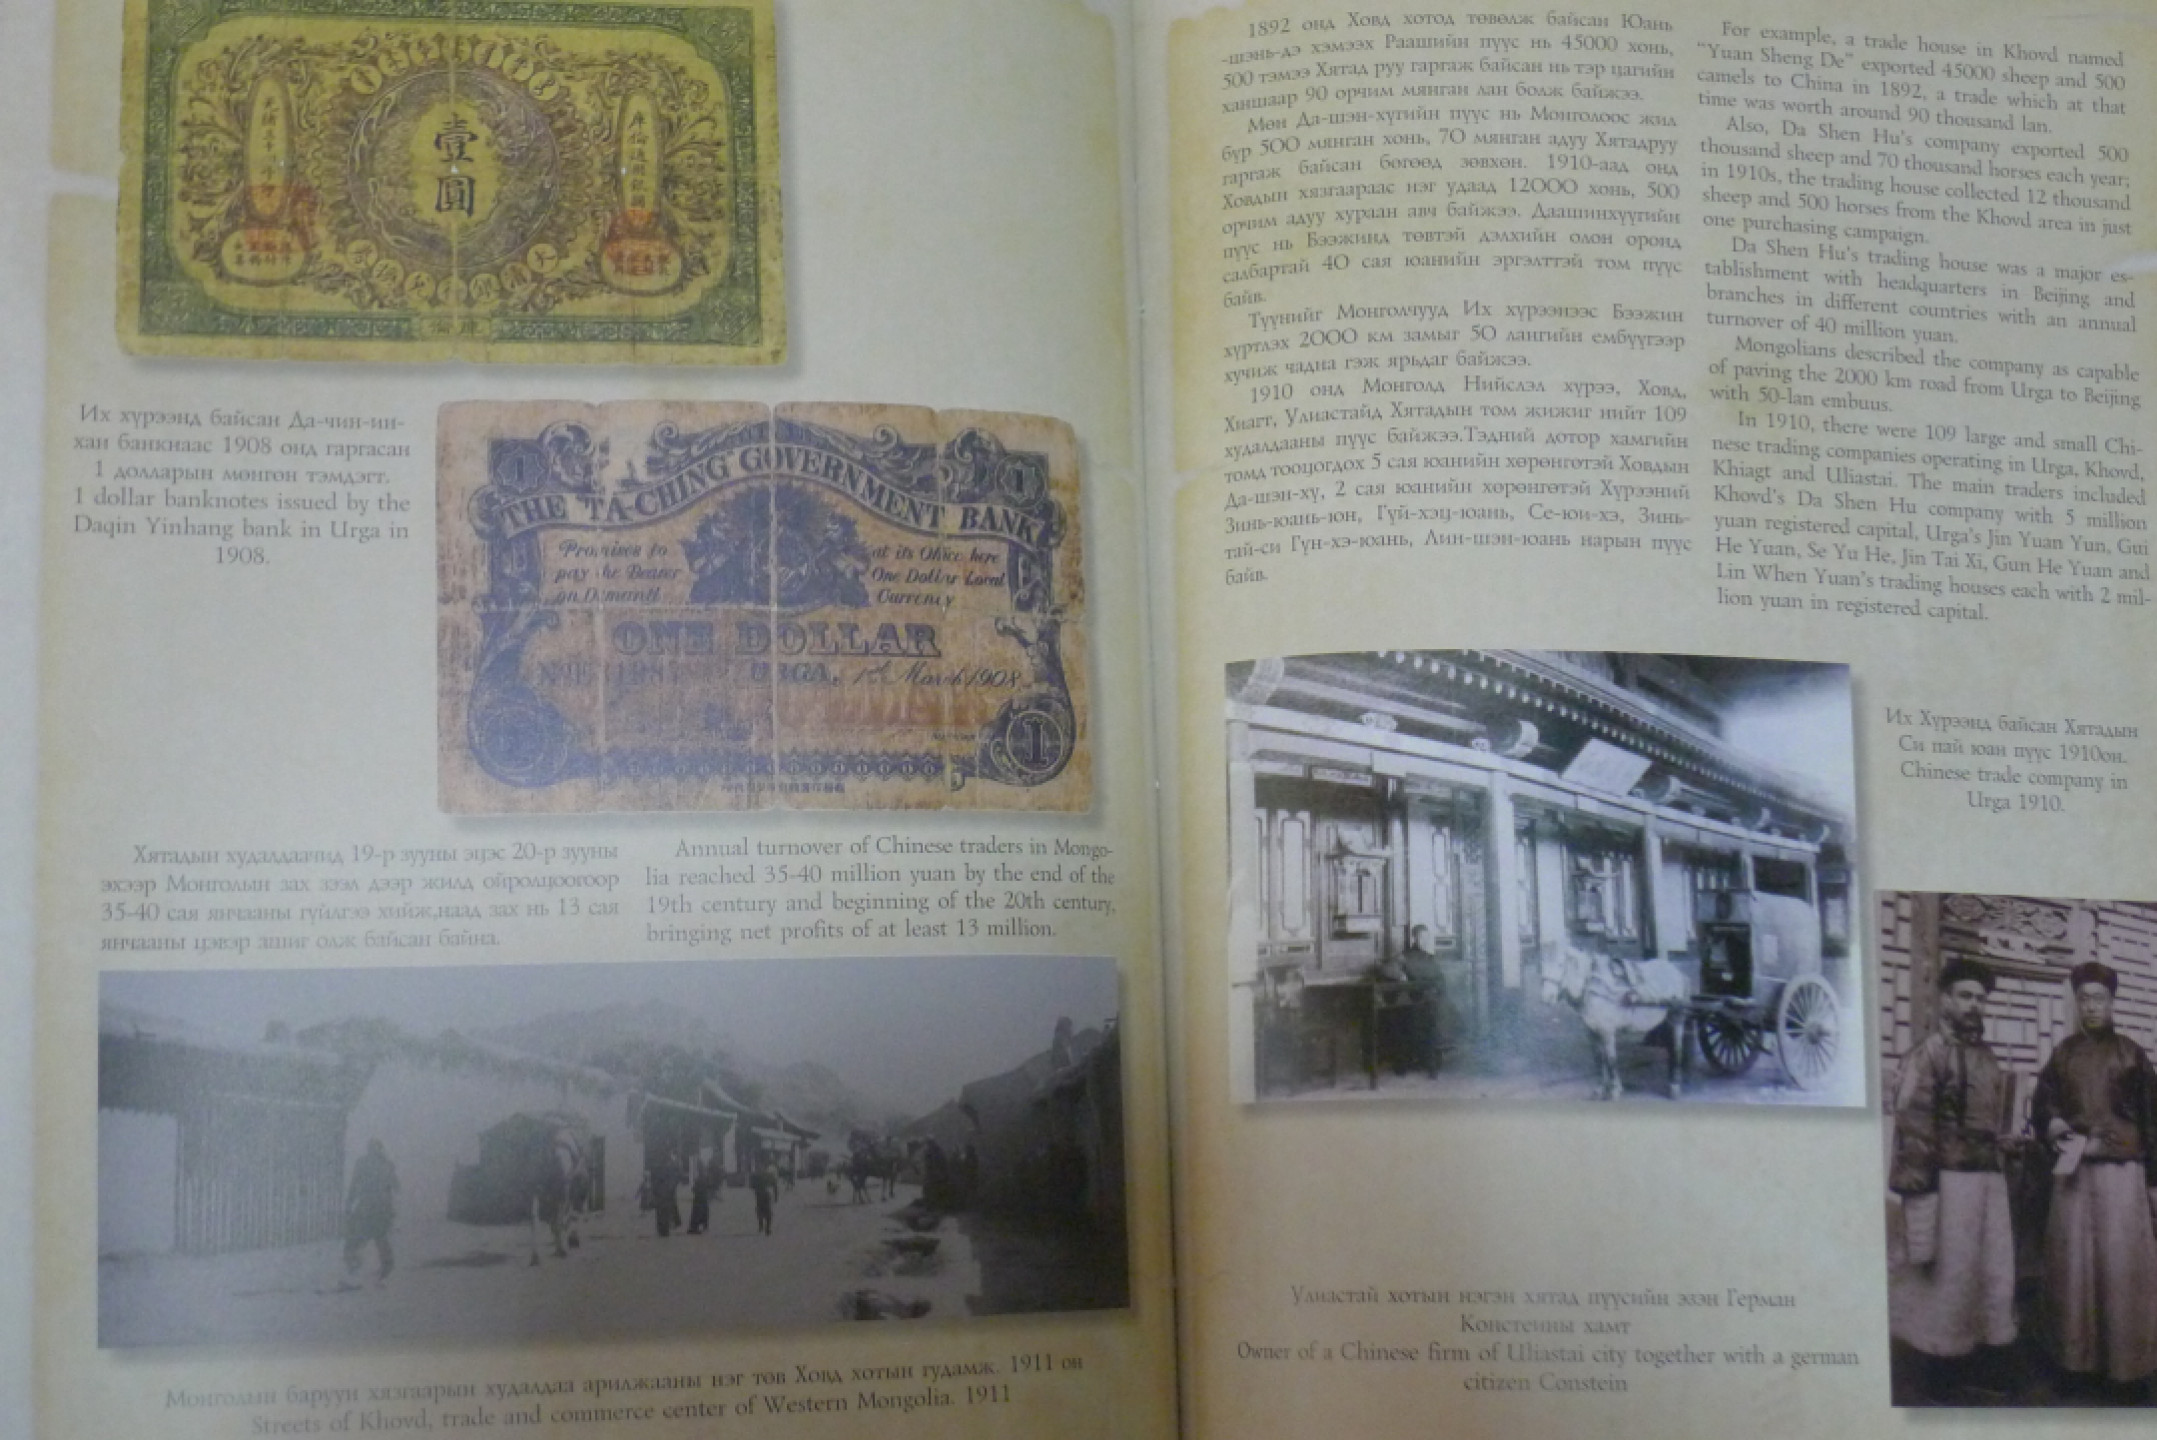 壹
圓
庫倫
Их хүрээнд байсан Да-чин-ин-
хан банкнаас 1908 онд гаргасан
1 долларын мөнгөн тэмдэгт.
1 dollar banknotes issued by the
Daqin Yinhang bank in Urga in
1908.
THE TA-CHING GOVERNMENT BANK
Promises to
pay the Bearer
on Demand
at its Office here
One Dollar Local
Currency
ONE DOLLAR
URGA, 1st March 1908
1
Хятадын худалдаачид 19-р зууны эцэс 20-р зууны
эхээр Монголын зах зээл дээр жилд ойролцоогоор
35-40 сая янчааны гүйлгээ хийж,наад зах нь 13 сая
янчааны цэвэр ашиг олж байсан байна.
Annual turnover of Chinese traders in Mongo-
lia reached 35-40 million yuan by the end of the
19th century and beginning of the 20th century,
bringing net profits of at least 13 million.
Монголын баруун хязгаарын худалдаа арилжааны нэг төв Ховд хотын гудамж. 1911 он
Streets of Khovd, trade and commerce center of Western Mongolia. 1911
1892 онд Ховд хотод төвөлж байсан Юань
-шэнь-дэ хэмээх Раашийн пүүс нь 45000 хонь,
500 тэмээ Хятад руу гаргаж байсан нь тэр цагийн
ханшаар 90 орчим мянган лан болж байжээ.
Мөн Да-шэн-хүгийн пүүс нь Монголоос жил
бүр 500 мянган хонь, 70 мянган адуу Хятадруу
гаргаж байсан бөгөөд зөвхөн. 1910-аад онд
Ховдын хязгаараас нэг удаад 12000 хонь, 500
орчим адуу хураан авч байжээ. Даашинхүүгийн
пүүс нь Бээжинд төвтэй дэлхийн олон оронд
салбартай 40 сая юанийн эргэлттэй том пүүс
байв.
Түүнийг Монголчууд Их хүрээнээс Бээжин
хүртлэх 2000 км замыг 50 лангийн ембүүгээр
хучиж чадна гэж ярьдаг байжээ.
1910 онд Монголд Нийслэл хүрээ, Ховд,
Хиагт, Улиастайд Хятадын том жижиг нийт 109
худалдааны пүүс байжээ.Тэдний дотор хамгийн
томд тооцогдох 5 сая юанийн хөрөнгөтэй Ховдын
Да-шэн-хү, 2 сая юанийн хөрөнгөтэй Хүрээний
Зинь-юань-юн, Гүй-хэц-юань, Се-юи-хэ, Зинь-
тай-си Гүн-хэ-юань, Лин-шэн-юань нарын пүүс
байв.
For example, a trade house in Khovd named
“Yuan Sheng De” exported 45000 sheep and 500
camels to China in 1892, a trade which at that
time was worth around 90 thousand lan.
Also, Da Shen Hu's company exported 500
thousand sheep and 70 thousand horses each year;
in 1910s, the trading house collected 12 thousand
sheep and 500 horses from the Khovd area in just
one purchasing campaign.
Da Shen Hu's trading house was a major es-
tablishment with headquarters in Beijing and
branches in different countries with an annual
turnover of 40 million yuan.
Mongolians described the company as capable
of paving the 2000 km road from Urga to Beijing
with 50-lan embuus.
In 1910, there were 109 large and small Chi-
nese trading companies operating in Urga, Khovd,
Khiagt and Uliastai. The main traders included
Khovd's Da Shen Hu company with 5 million
yuan registered capital, Urga's Jin Yuan Yun, Gui
He Yuan, Se Yu He, Jin Tai Xi, Gun He Yuan and
Lin When Yuan's trading houses each with 2 mil-
lion yuan in registered capital.
Их Хүрээнд байсан Хятадын
Си пай юан пүүс 1910он.
Chinese trade company in
Urga 1910.
Улиастай хотын нэгэн хятад пүүсийн эзэн Герман
Констенны хамт
Owner of a Chinese firm of Uliastai city together with a german
citizen Constein